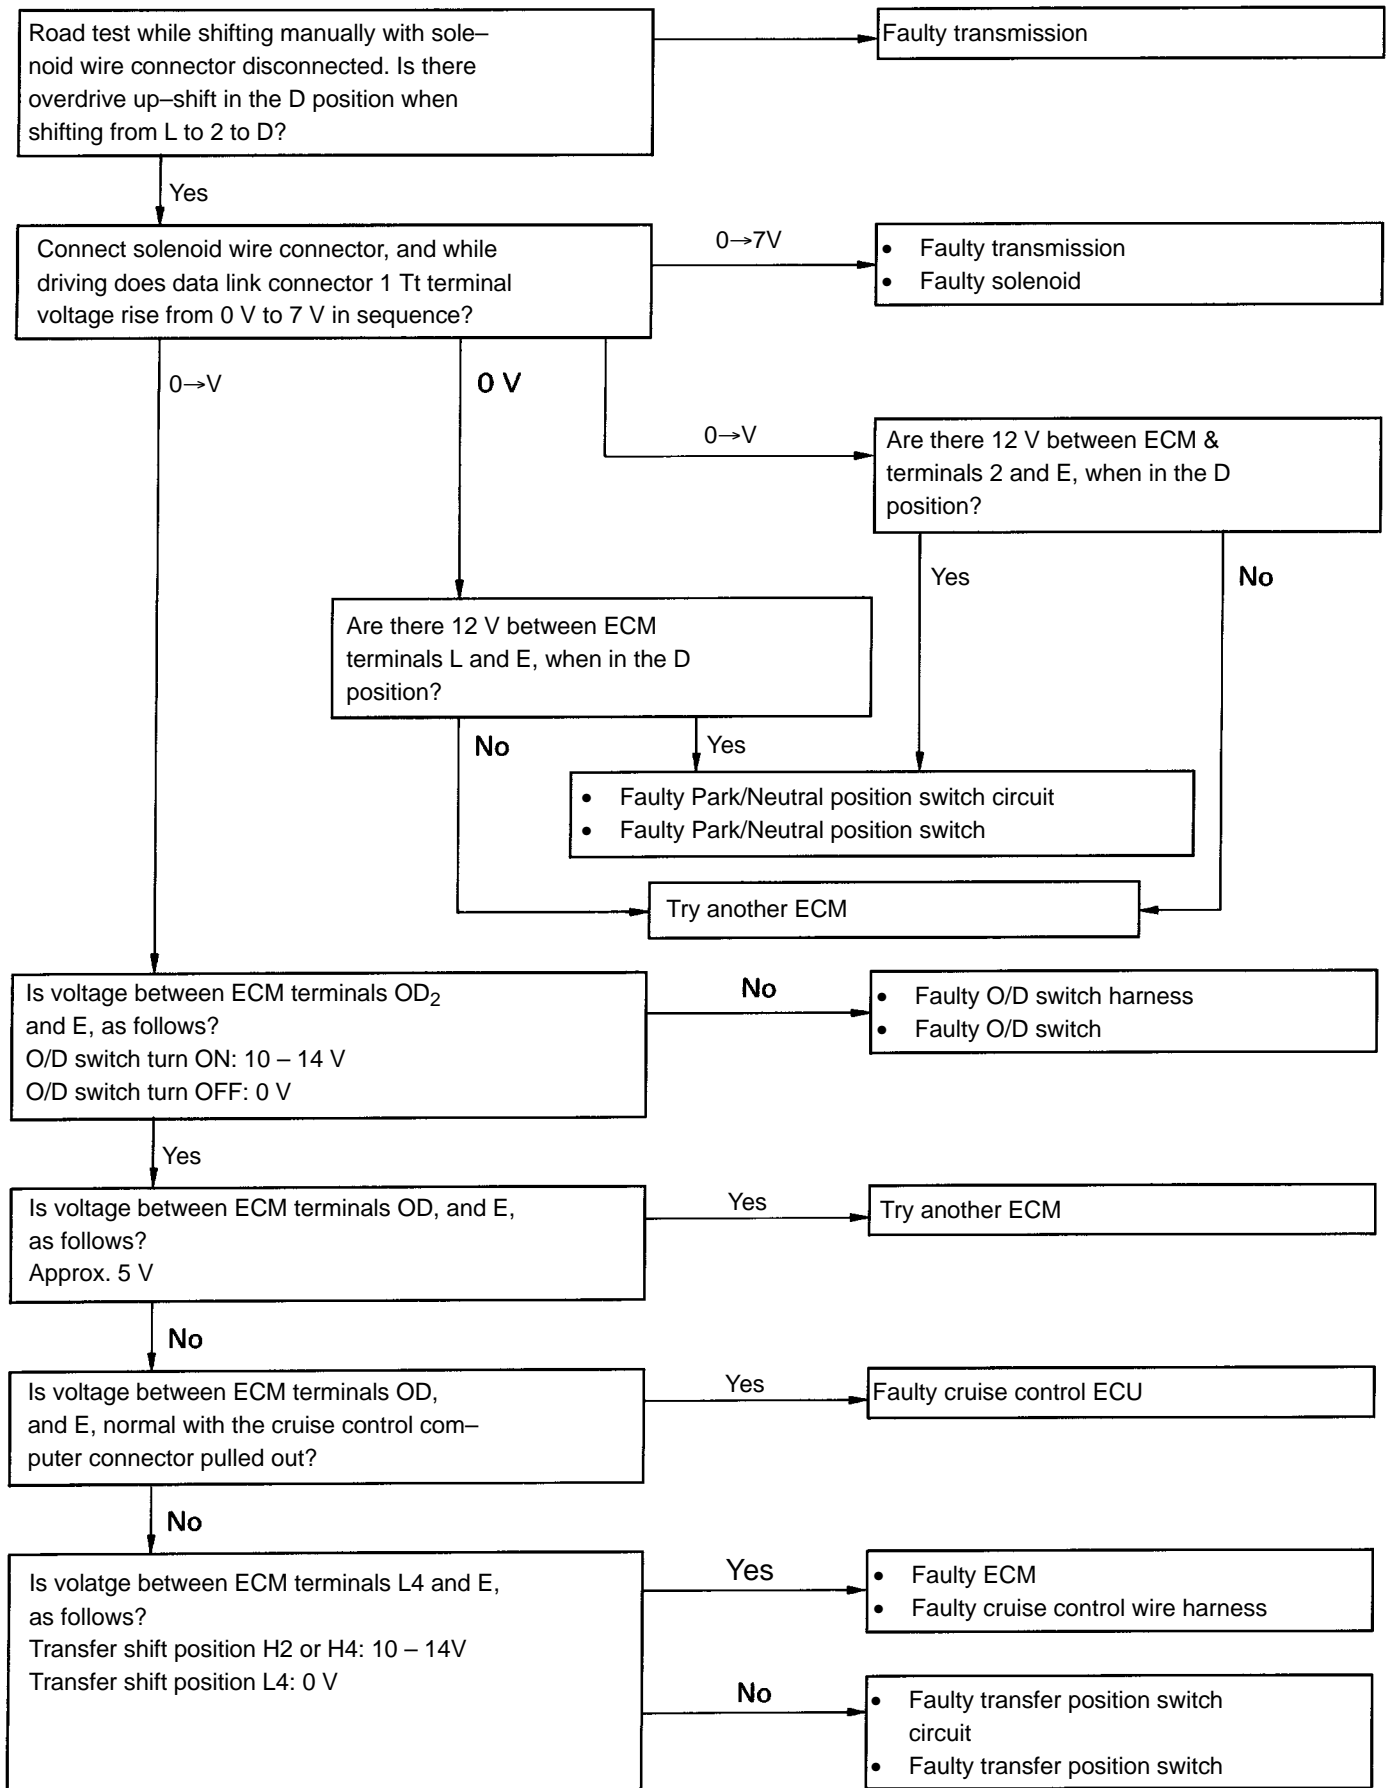 Road test while shifting manually with sole–
noid wire connector disconnected. Is there
overdrive up–shift in the D position when
shifting from L to 2 to D?
Faulty transmission
Yes
Connect solenoid wire connector, and while
driving does data link connector 1 Tt terminal
voltage rise from 0 V to 7 V in sequence?
0→7V
• Faulty transmission
• Faulty solenoid
0→V
0 V
0→V
Are there 12 V between ECM &
terminals 2 and E, when in the D
position?
Yes
No
Are there 12 V between ECM
terminals L and E, when in the D
position?
No
Yes
• Faulty Park/Neutral position switch circuit
• Faulty Park/Neutral position switch
Try another ECM
Is voltage between ECM terminals OD2
and E, as follows?
O/D switch turn ON: 10 – 14 V
O/D switch turn OFF: 0 V
No
• Faulty O/D switch harness
• Faulty O/D switch
Yes
Is voltage between ECM terminals OD, and E,
as follows?
Approx. 5 V
Yes
Try another ECM
No
Is voltage between ECM terminals OD,
and E, normal with the cruise control com–
puter connector pulled out?
Yes
Faulty cruise control ECU
No
Is volatge between ECM terminals L4 and E,
as follows?
Transfer shift position H2 or H4: 10 – 14V
Transfer shift position L4: 0 V
Yes
• Faulty ECM
• Faulty cruise control wire harness
No
• Faulty transfer position switch
circuit
• Faulty transfer position switch